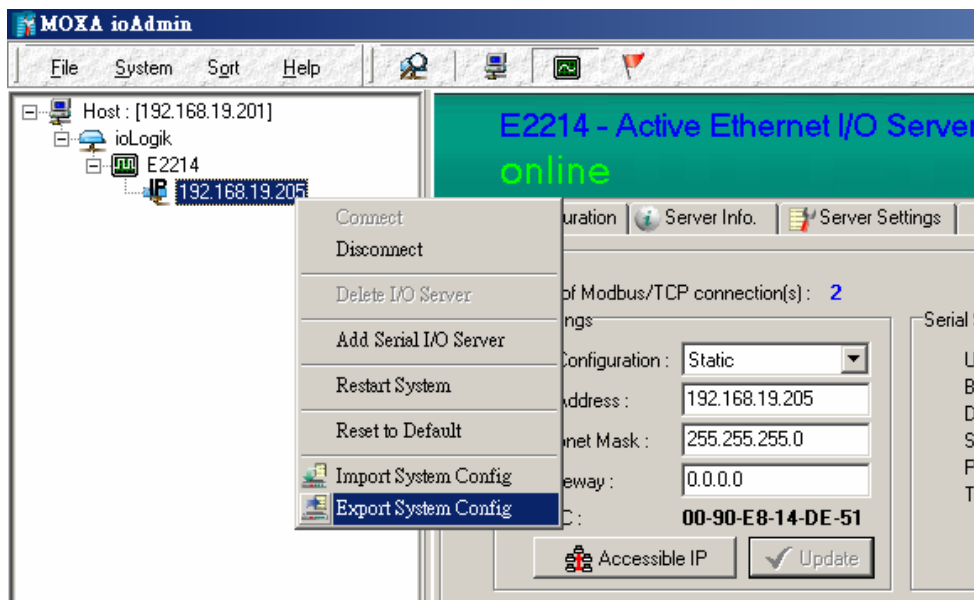 MOXA ioAdmin
File System Sort Help
Host : [192.168.19.201]
ioLogik
E2214
192.168.19.205
E2214 - Active Ethernet I/O Server
online
uration Server Info. Server Settings
of Modbus/TCP connection(s) : 2
ngs
Configuration : Static
Address : 192.168.19.205
net Mask : 255.255.255.0
eway : 0.0.0.0
C : 00-90-E8-14-DE-51
Accessible IP Update
Serial
U
B
D
S
P
T
Connect
Disconnect
Delete I/O Server
Add Serial I/O Server
Restart System
Reset to Default
Import System Config
Export System Config